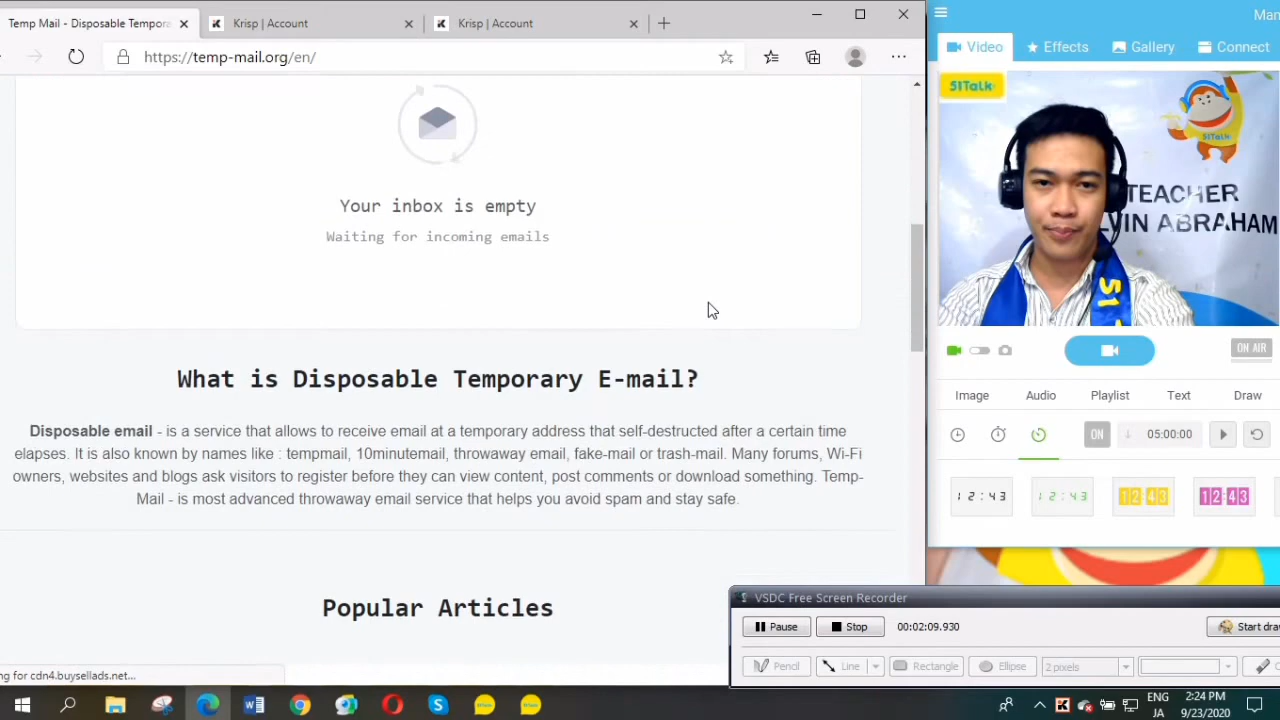 Temp Mail - Disposable Tempora
Krisp | Account
Krisp | Account
https://temp-mail.org/en/
Your inbox is empty
Waiting for incoming emails
What is Disposable Temporary E-mail?
Disposable email - is a service that allows to receive email at a temporary address that self-destructed after a certain time
elapses. It is also known by names like : tempmail, 10minutemail, throwaway email, fake-mail or trash-mail. Many forums, Wi-Fi
owners, websites and blogs ask visitors to register before they can view content, post comments or download something. Temp-
Mail - is most advanced throwaway email service that helps you avoid spam and stay safe.
Popular Articles
ng for cdn4.buysellads.net...
Man
Video
Effects
Gallery
Connect
51Talk
51Talk
TEACHER
LVIN ABRAHAM
51
ON AIR
Image
Audio
Playlist
Text
Draw
ON
05:00:00
12:43
12:43
12:43
12:43
VSDC Free Screen Recorder
Pause
Stop
00:02:09.930
Start dra
Pencil
Line
Rectangle
Ellipse
2 pixels
C
ENG
JA
2:24 PM
9/23/2020